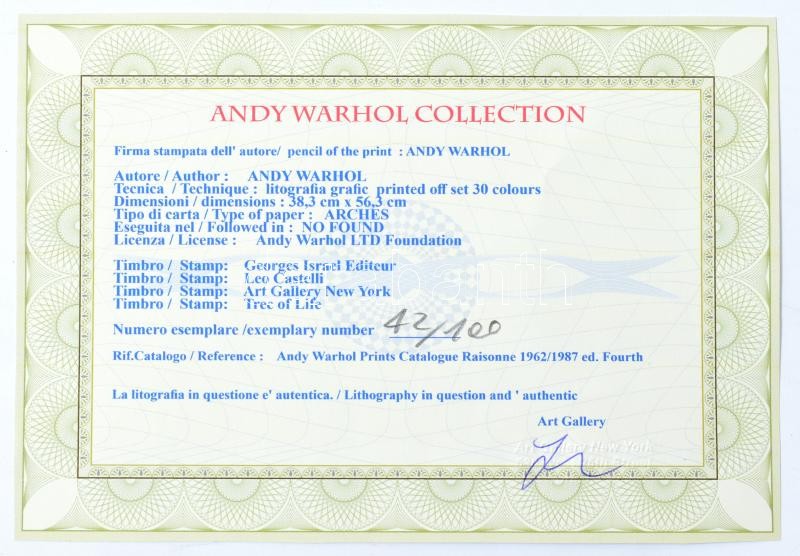 ANDY WARHOL COLLECTION
Firma stampata dell' autore/ pencil of the print : ANDY WARHOL
Autore / Author : ANDY WARHOL
Tecnica / Technique : litografia grafic printed off set 30 colours
Dimensioni / dimensions : 38,3 cm x 56,3 cm
Tipo di carta / Type of paper : ARCHES
Eseguita nel / Followed in : NO FOUND
Licenza / License : Andy Warhol LTD Foundation
Timbro / Stamp: Georges Israel Editeur
Timbro / Stamp: Leo Castelli
Timbro / Stamp: Art Gallery New York
Timbro / Stamp: Tree of Life
Numero esemplare /exemplary number 42/100
Rif.Catalogo / Reference : Andy Warhol Prints Catalogue Raisonne 1962/1987 ed. Fourth
La litografia in questione e' autentica. / Lithography in question and ' authentic
Art Gallery
Art Gallery New York